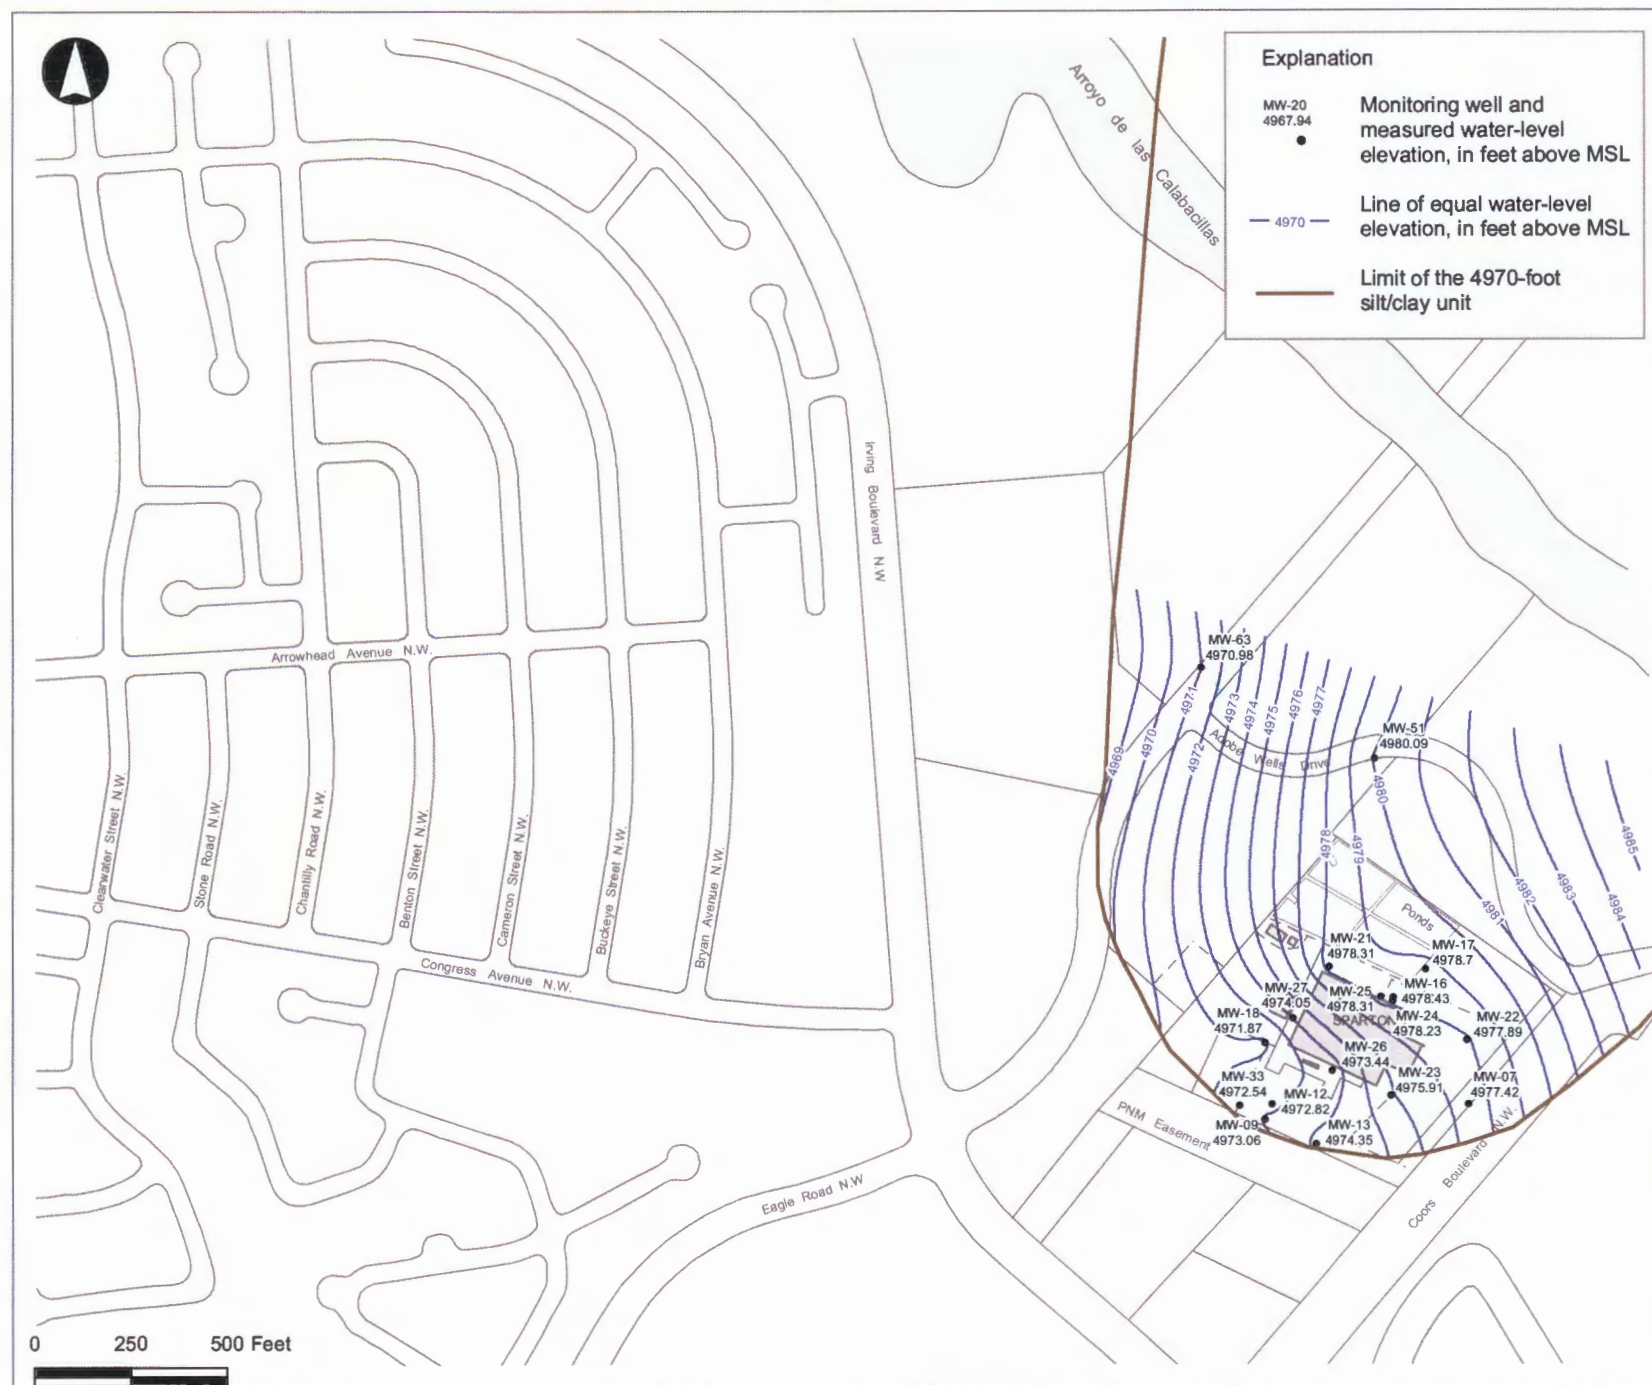 Explanation
MW-20
4967.94
Monitoring well and
measured water-level
elevation, in feet above MSL
4970
Line of equal water-level
elevation, in feet above MSL
Limit of the 4970-foot
silt/clay unit
Arroyo de las Calabacillas
Irving Boulevard N.W
Arrowhead Avenue N.W.
Clearwater Street N.W.
Stone Road N.W.
Chantilly Road N.W.
Benton Street N.W.
Cameron Street N.W.
Buckeye Street N.W.
Bryan Avenue N.W.
Congress Avenue N.W.
Eagle Road N.W
PNM Easement
Coors Boulevard N.W.
Adobe Wells Drive
Ponds
SPARTON
MW-63
4970.98
MW-51
4980.09
4969
4970
4971
4972
4973
4974
4975
4976
4977
4978
4979
4980
4981
4982
4983
4984
4985
MW-21
4978.31
MW-17
4978.7
MW-27
4974.05
MW-25
4978.31
MW-16
4978.43
MW-18
4971.87
MW-24
4978.23
MW-22
4977.89
MW-26
4973.44
MW-33
4972.54
MW-23
4975.91
MW-07
4977.42
MW-12
4972.82
MW-09
4973.06
MW-13
4974.35
0 250 500 Feet